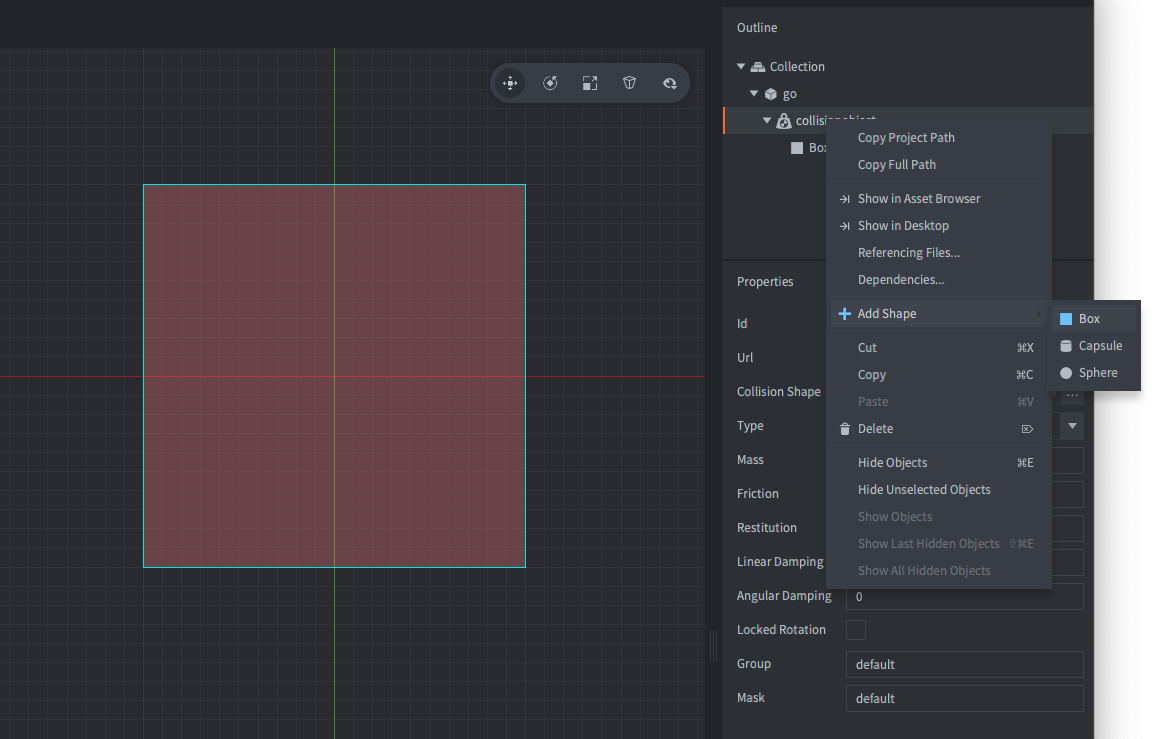 Outline
Collection
go
collisionobject
Box
Copy Project Path
Copy Full Path
Show in Asset Browser
Show in Desktop
Referencing Files...
Dependencies...
Add Shape
Cut ⌘X
Copy ⌘C
Paste ⌘V
Delete ⌦
Hide Objects ⌘E
Hide Unselected Objects
Show Objects
Show Last Hidden Objects ⇧⌘E
Show All Hidden Objects
Box
Capsule
Sphere
Properties
Id
Url
Collision Shape
...
Type
Mass
Friction
Restitution
Linear Damping
Angular Damping 0
Locked Rotation
Group default
Mask default